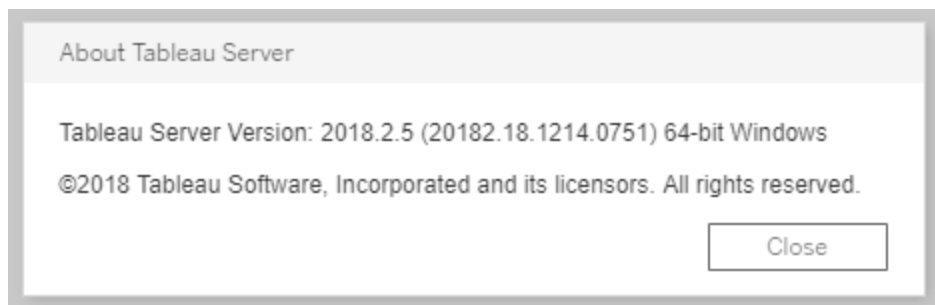 About Tableau Server
Tableau Server Version: 2018.2.5 (20182.18.1214.0751) 64-bit Windows
©2018 Tableau Software, Incorporated and its licensors. All rights reserved.
Close